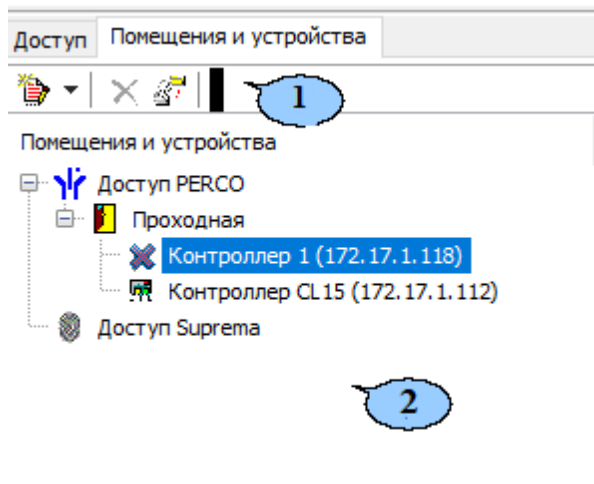 Доступ Помещения и устройства
1
Помещения и устройства
Доступ PERCO
Проходная
Контроллер 1 (172.17.1.118)
Контроллер CL15 (172.17.1.112)
Доступ Suprema
2